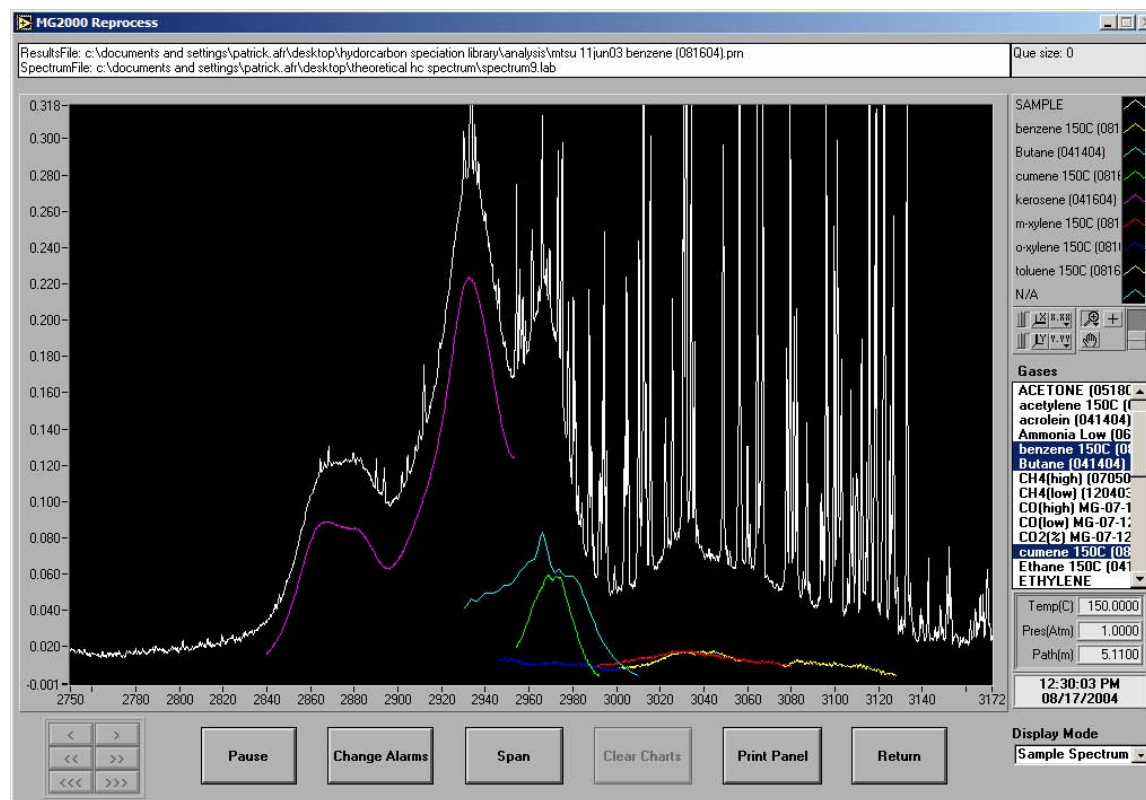 MG2000 Reprocess
ResultsFile: c:\documents and settings\patrick.afr\desktop\hydorcarbon speciation library\analysis\mtsu 11jun03 benzene (081604).prn
SpectrumFile: c:\documents and settings\patrick.afr\desktop\theoretical hc spectrum\spectrum9.lab
Que size: 0
0.318
0.300
0.280
0.260
0.240
0.220
0.200
0.180
0.160
0.140
0.120
0.100
0.080
0.060
0.040
0.020
-0.001
2750 2780 2800 2820 2840 2860 2880 2900 2920 2940 2960 2980 3000 3020 3040 3060 3080 3100 3120 3140 3172
SAMPLE
benzene 150C (081
Butane (041404)
cumene 150C (081
kerosene (041604)
m-xylene 150C (081
o-xylene 150C (081
toluene 150C (0816
N/A
Gases
ACETONE (0518
acetylene 150C (
acrolein (041404)
Ammonia Low (06
benzene 150C (08
Butane (041404)
CH4(high) (0705
CH4(low) (120403
CO(high) MG-07-1
CO(low) MG-07-12
CO2(%) MG-07-12
cumene 150C (08
Ethane 150C (041
ETHYLENE
Temp(C) 150.0000
Pres(Atm) 1.0000
Path(m) 5.1100
12:30:03 PM
08/17/2004
Display Mode
Sample Spectrum
< >
<< >>
<<< >>>
Pause
Change Alarms
Span
Clear Charts
Print Panel
Return